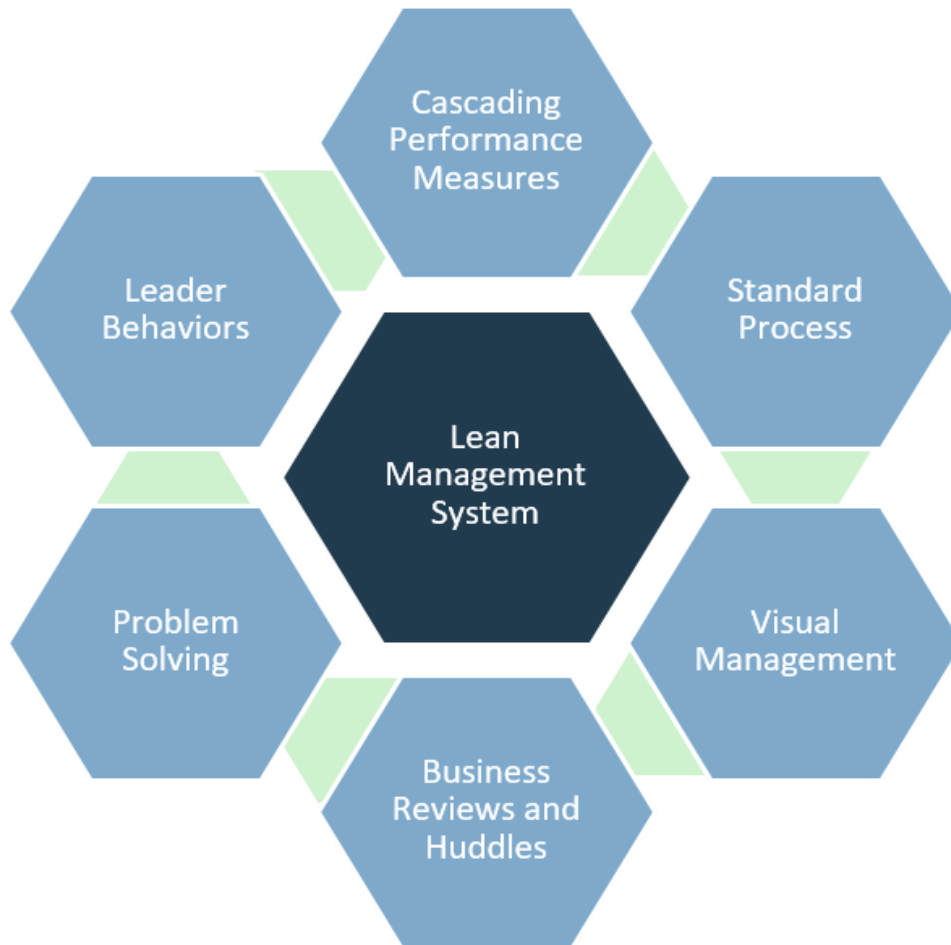 Cascading
Performance
Measures
Leader
Behaviors
Standard
Process
Lean
Management
System
Problem
Solving
Visual
Management
Business
Reviews and
Huddles